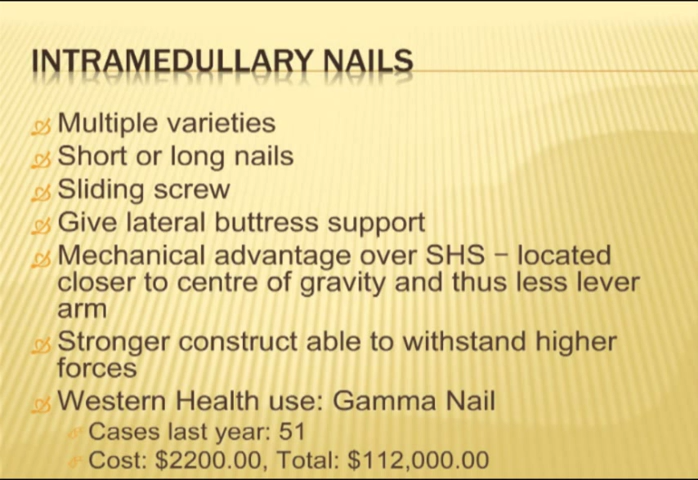 INTRAMEDULLARY NAILS
Multiple varieties
Short or long nails
Sliding screw
Give lateral buttress support
Mechanical advantage over SHS – located
closer to centre of gravity and thus less lever
arm
Stronger construct able to withstand higher
forces
Western Health use: Gamma Nail
Cases last year: 51
Cost: $2200.00, Total: $112,000.00